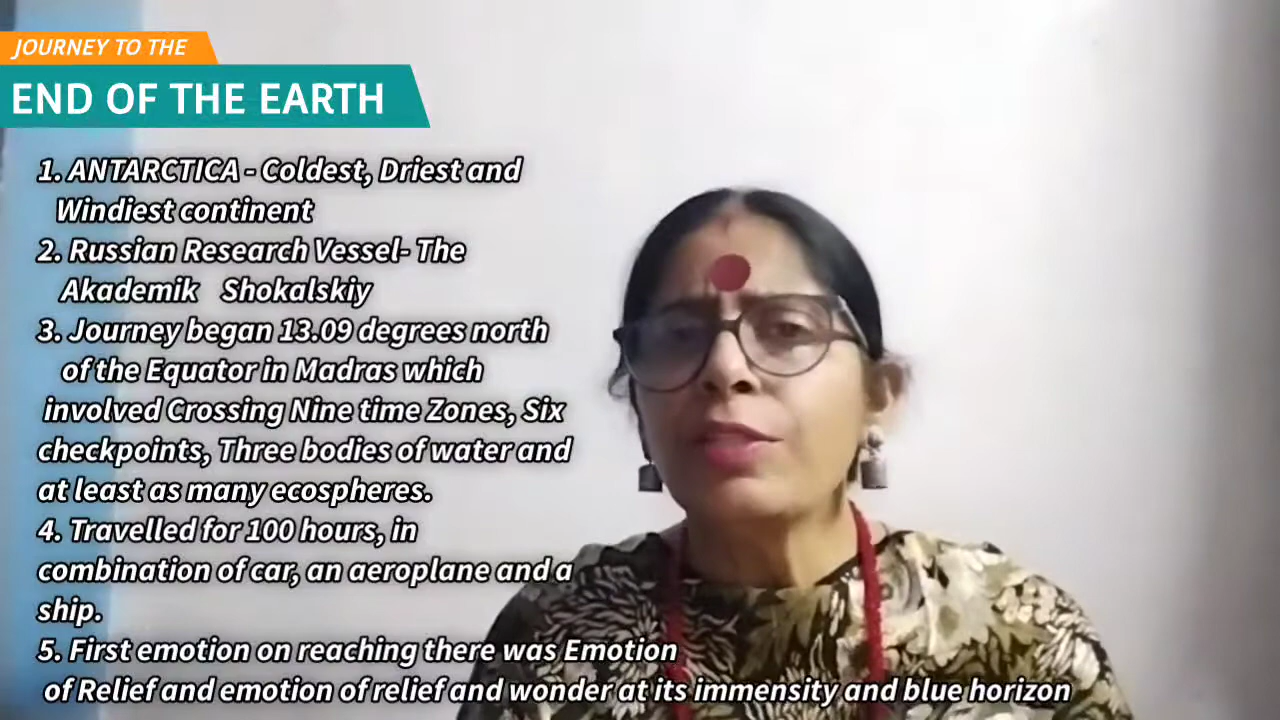 JOURNEY TO THE
END OF THE EARTH
1. ANTARCTICA - Coldest, Driest and
Windiest continent
2. Russian Research Vessel- The
Akademik Shokalskiy
3. Journey began 13.09 degrees north
of the Equator in Madras which
involved Crossing Nine time Zones, Six
checkpoints, Three bodies of water and
at least as many ecospheres.
4. Travelled for 100 hours, in
combination of car, an aeroplane and a
ship.
5. First emotion on reaching there was Emotion
of Relief and emotion of relief and wonder at its immensity and blue horizon